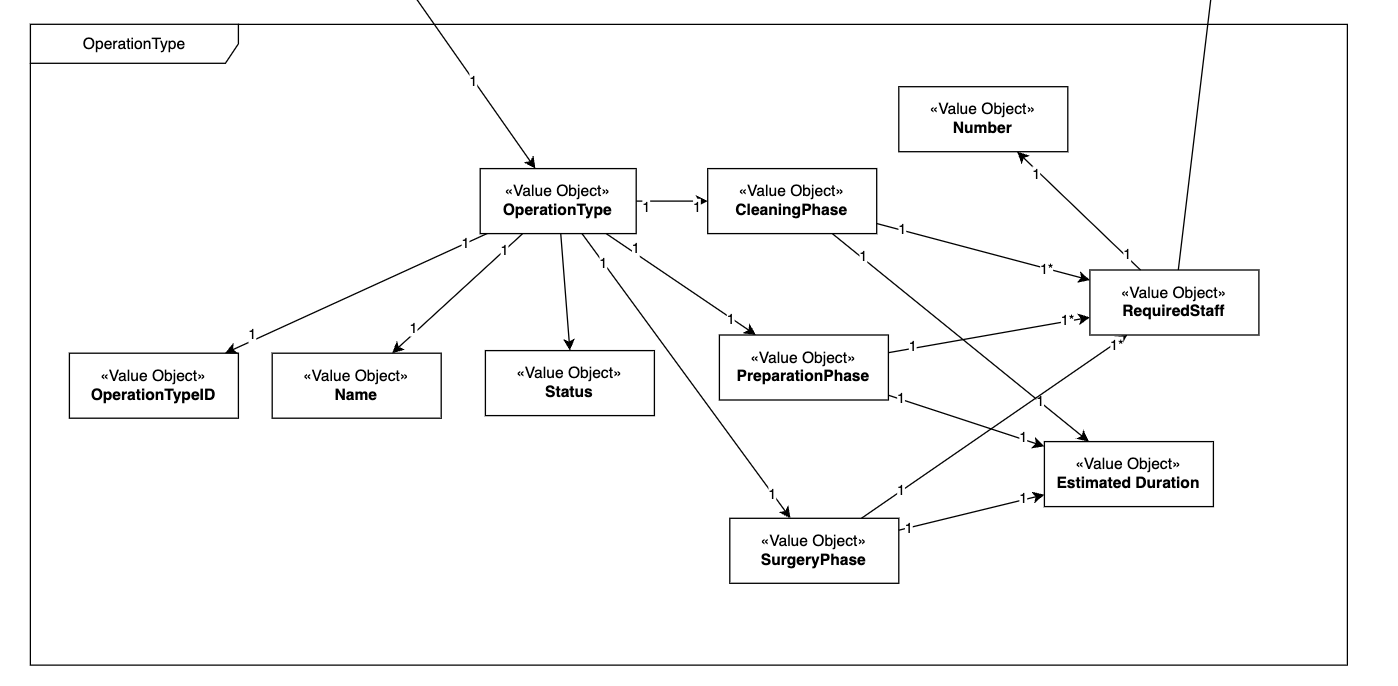 OperationType
1
«Value Object»
Number
1
«Value Object»
OperationType
1
1
«Value Object»
CleaningPhase
1
1*
1
«Value Object»
RequiredStaff
1
1
1
1
1
1
1
1
1
1*
1*
«Value Object»
OperationTypeID
«Value Object»
Name
«Value Object»
Status
«Value Object»
PreparationPhase
1
1
1
1
«Value Object»
Estimated Duration
1
1
1
1
«Value Object»
SurgeryPhase